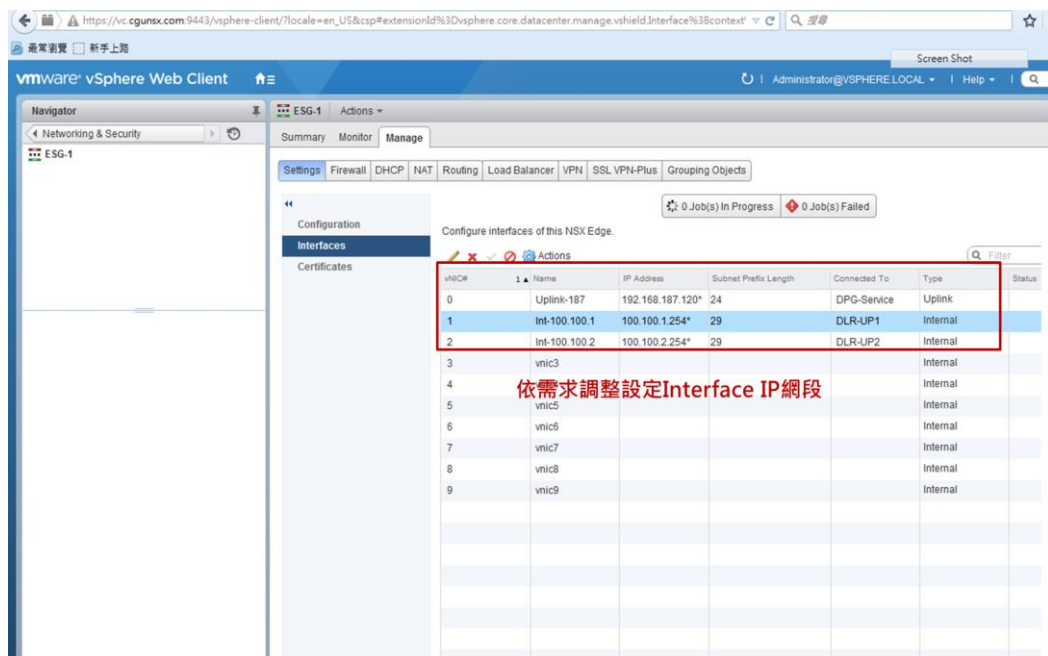 https://vc.cgunsx.com:9443/vsphere-client/?locale=en_US&csp#extensionId%3Dvsphere.core.datacenter.manage.vshield.Interface%3Bcontext' 搜尋
最常瀏覽 新手上路
Screen Shot
vmware® vSphere Web Client Administrator@VSPHERE.LOCAL Help
Navigator ESG-1 Actions
Networking & Security Summary Monitor Manage
ESG-1
Settings Firewall DHCP NAT Routing Load Balancer VPN SSL VPN-Plus Grouping Objects
0 Job(s) In Progress 0 Job(s) Failed
Configuration
Configure interfaces of this NSX Edge.
Interfaces
Actions Filter
Certificates
vNIC# 1 Name IP Address Subnet Prefix Length Connected To Type Status
0 Uplink-187 192.168.187.120* 24 DPG-Service Uplink
1 Int-100.100.1 100.100.1.254* 29 DLR-UP1 Internal
2 Int-100.100.2 100.100.2.254* 29 DLR-UP2 Internal
3 vnic3 Internal
4 Internal
依需求調整設定Interface IP網段
5 vnic5 Internal
6 vnic6 Internal
7 vnic7 Internal
8 vnic8 Internal
9 vnic9 Internal